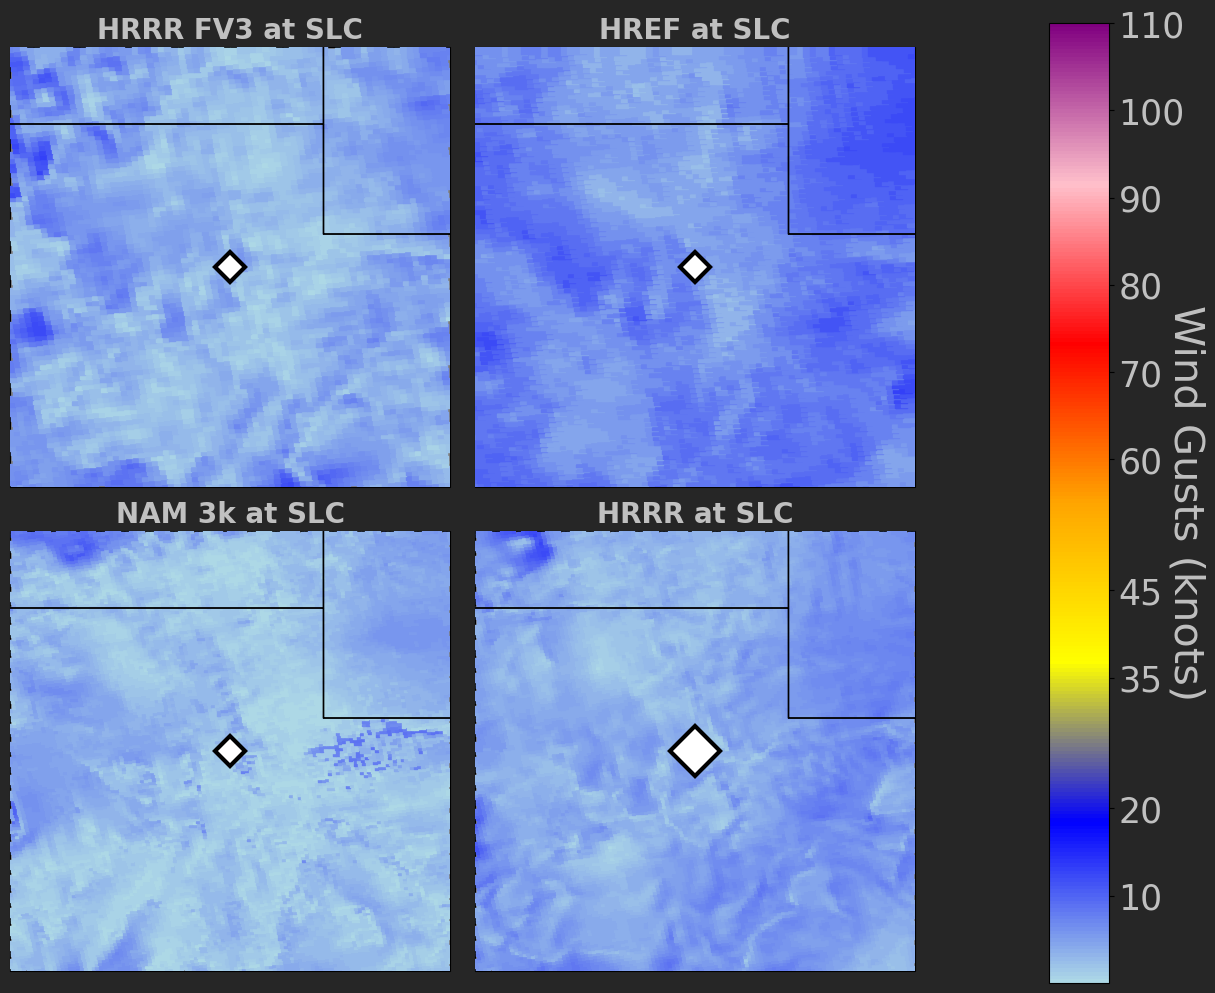 HRRR FV3 at SLC
HREF at SLC
NAM 3k at SLC
HRRR at SLC
110
100
90
80
70
60
45
35
20
10
Wind Gusts (knots)